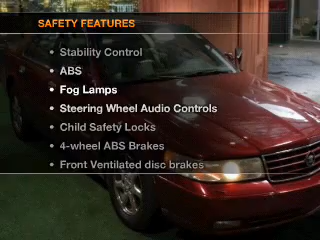 SAFETY FEATURES
• Stability Control
• ABS
• Fog Lamps
• Steering Wheel Audio Controls
• Child Safety Locks
• 4-wheel ABS Brakes
• Front Ventilated disc brakes